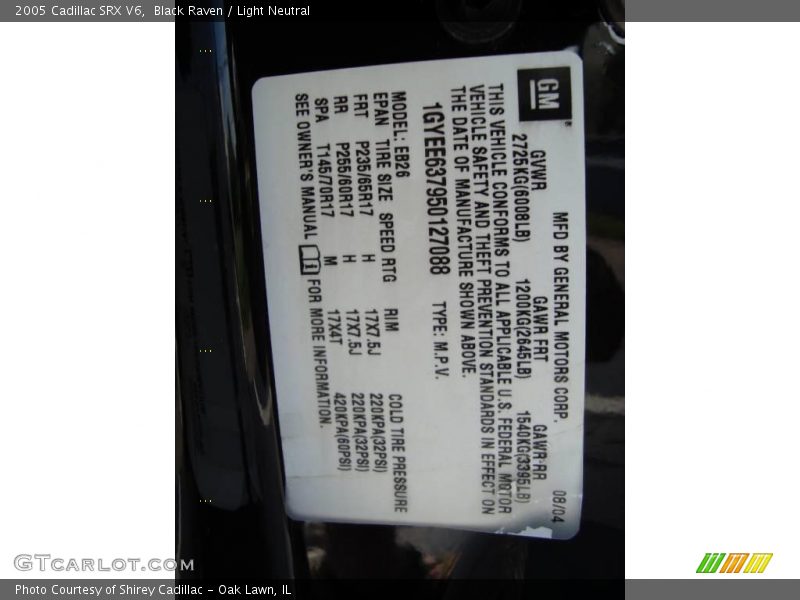 2005 Cadillac SRX V6,  Black Raven / Light Neutral
GM
MFD BY GENERAL MOTORS CORP. 08/04
GVWR GAWR FRT GAWR RR
2725KG(6008LB) 1200KG(2645LB) 1540KG(3395LB)
THIS VEHICLE CONFORMS TO ALL APPLICABLE U.S. FEDERAL MOTOR
VEHICLE SAFETY AND THEFT PREVENTION STANDARDS IN EFFECT ON
THE DATE OF MANUFACTURE SHOWN ABOVE.
1GYEE637950127088 TYPE: M.P.V.
MODEL: EB26
EPAN TIRE SIZE SPEED RTG RIM COLD TIRE PRESSURE
FRT P235/65R17 H 17X7.5J 220KPA(32PSI)
RR P255/60R17 H 17X7.5J 220KPA(32PSI)
SPA T145/70R17 M 17X4T 420KPA(60PSI)
SEE OWNER'S MANUAL i FOR MORE INFORMATION.
GTcarlot.com
Photo Courtesy of Shirey Cadillac - Oak Lawn, IL